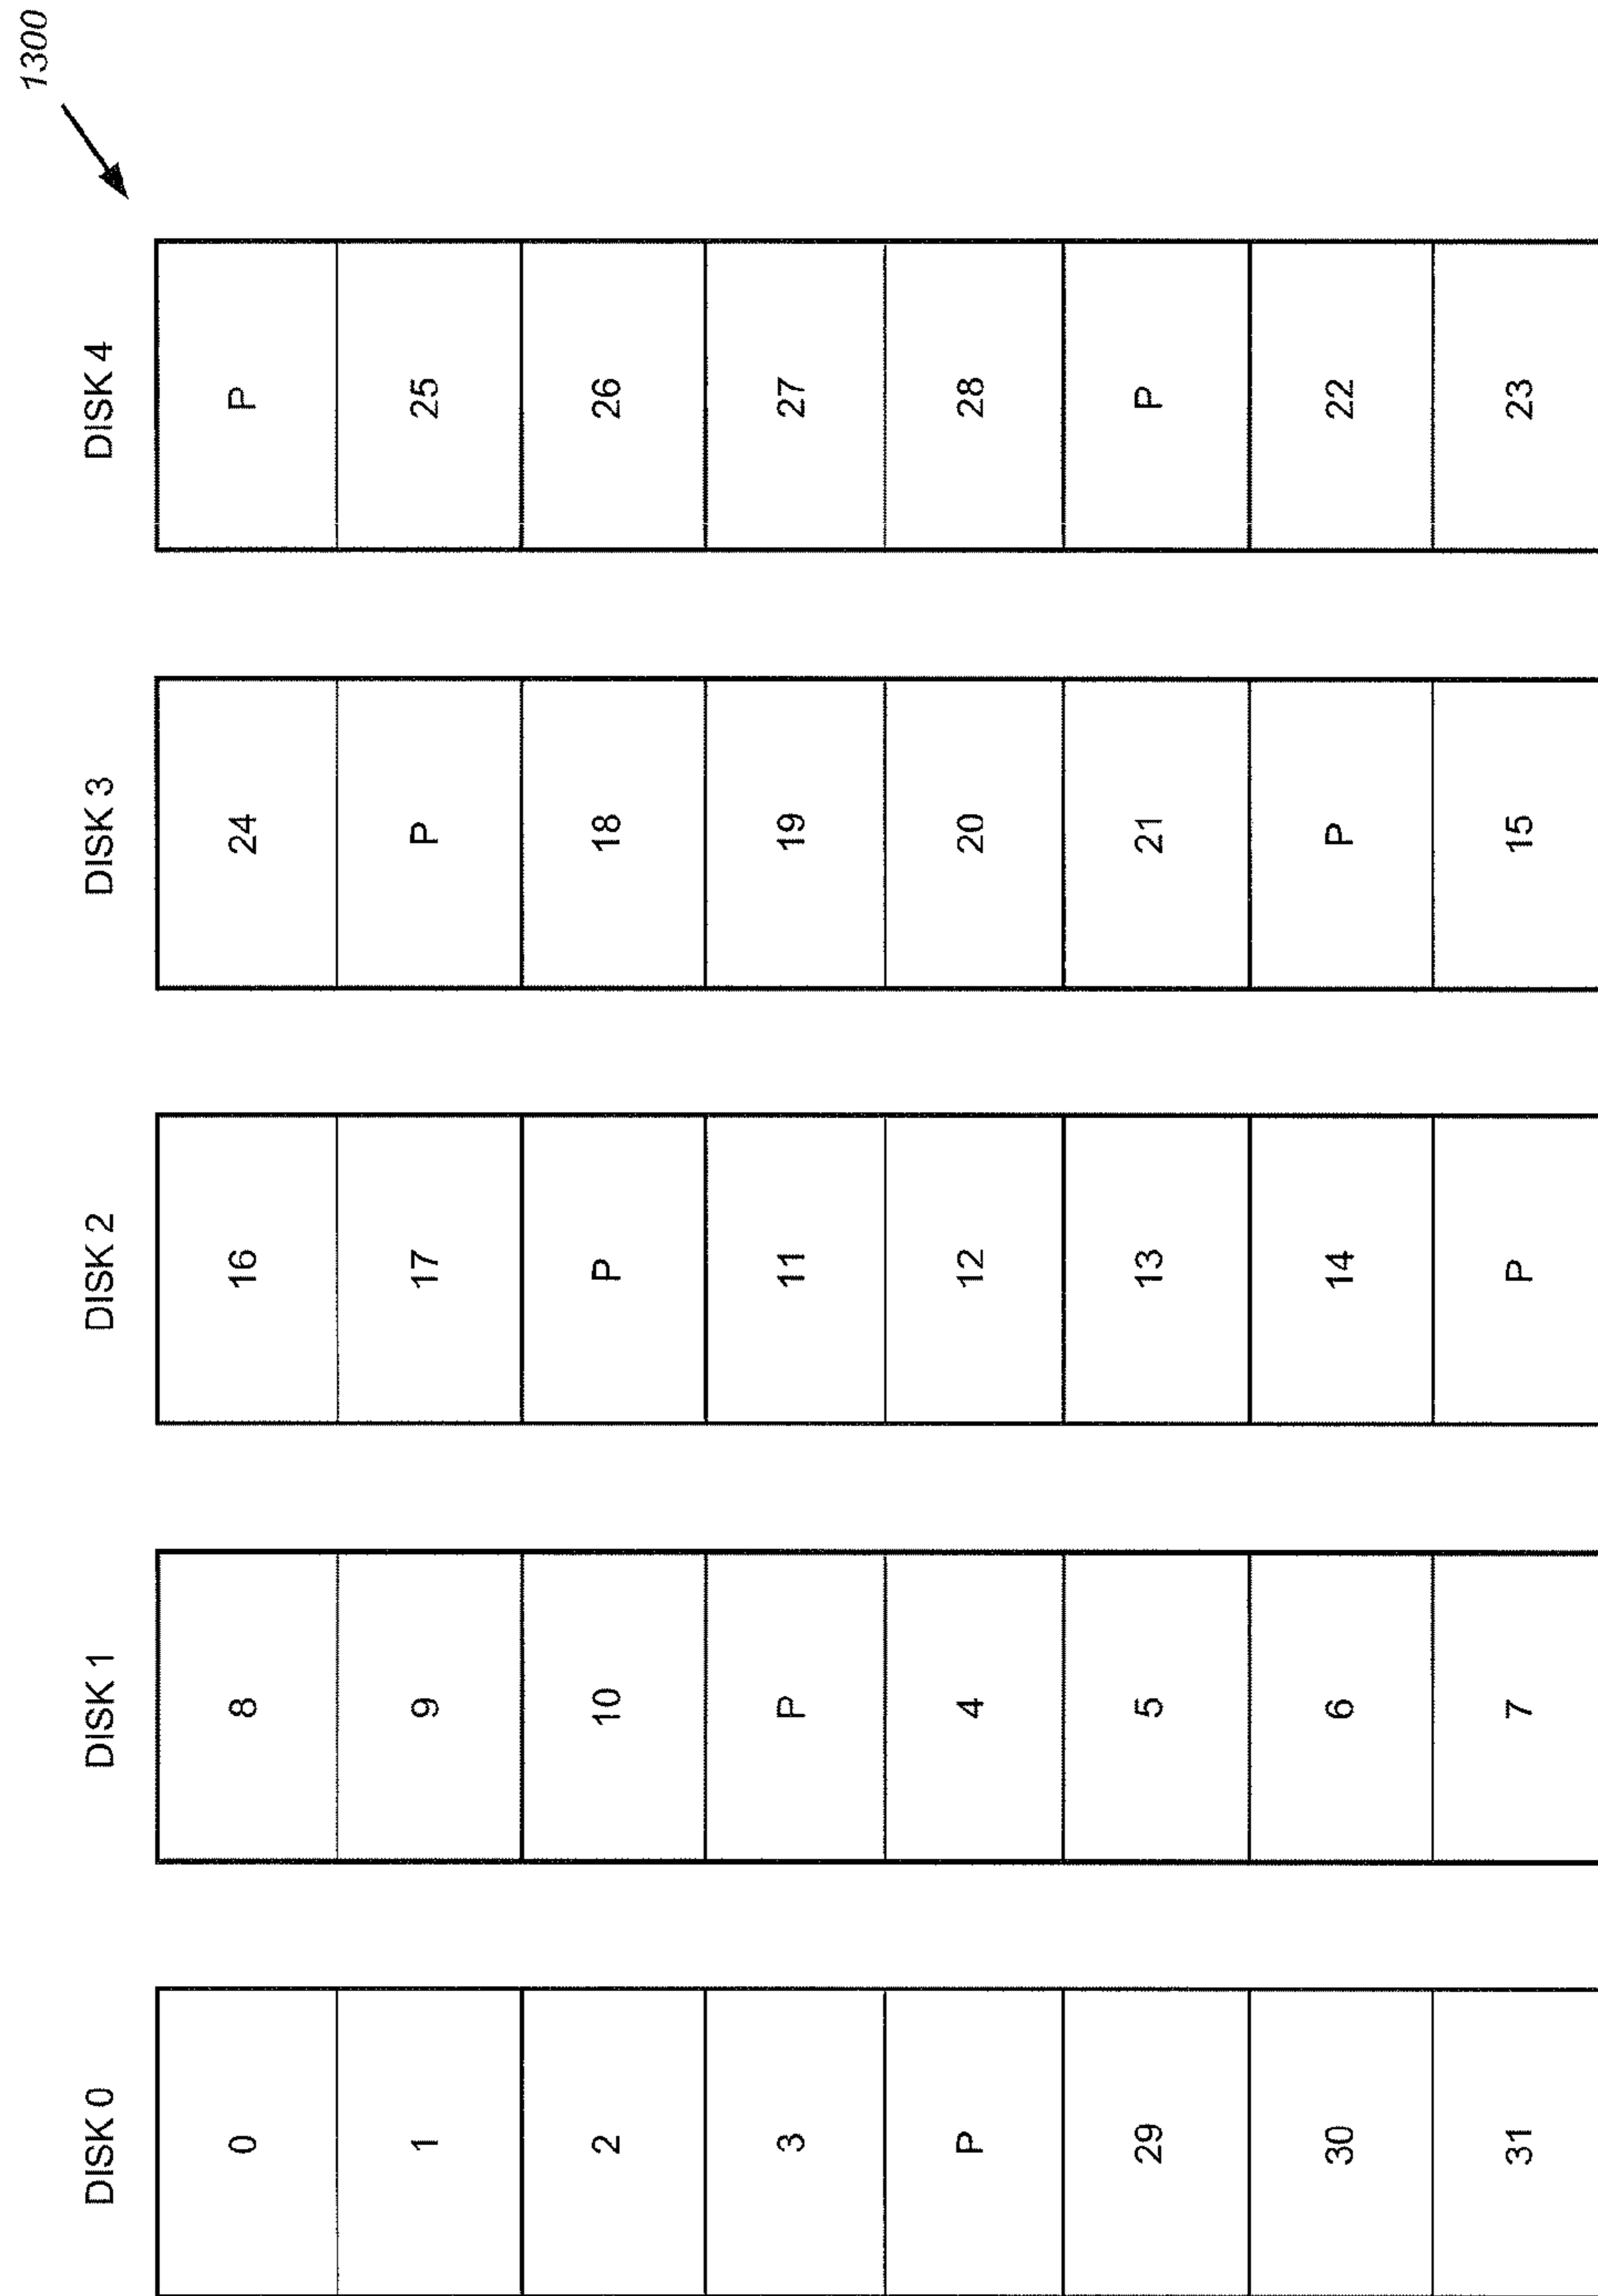 1300
DISK 0 DISK 1 DISK 2 DISK 3 DISK 4
0 8 16 24 P
1 9 17 P 25
2 10 P 18 26
3 P 11 19 27
P 4 12 20 28
29 5 13 21 P
30 6 14 P 22
31 7 P 15 23